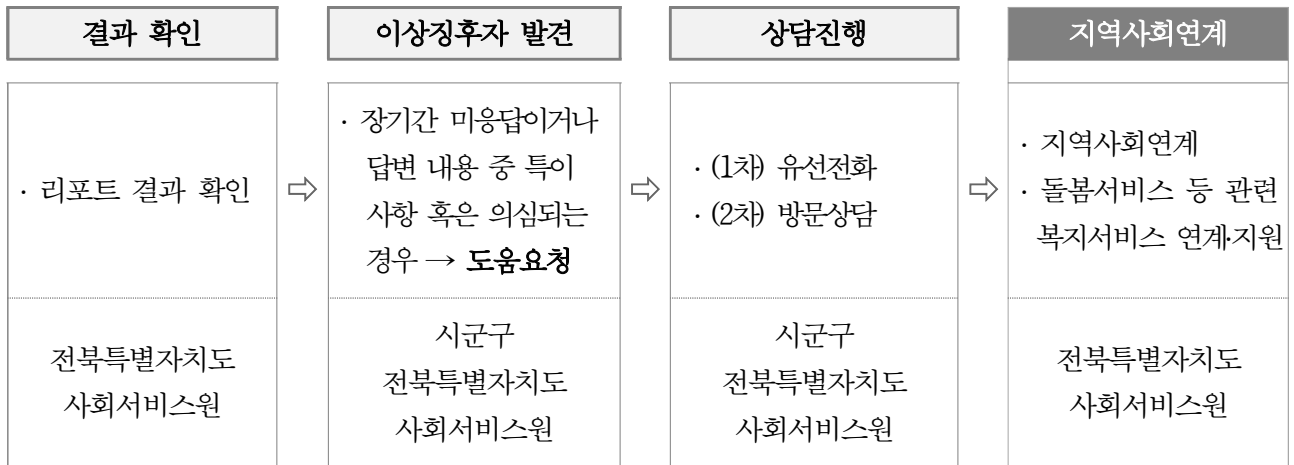 결과 확인
이상징후자 발견
상담진행
지역사회연계
· 리포트 결과 확인
⇨
· 장기간 미응답이거나
답변 내용 중 특이
사항 혹은 의심되는
경우 → 도움요청
⇨
· (1차) 유선전화
· (2차) 방문상담
⇨
· 지역사회연계
· 돌봄서비스 등 관련
복지서비스 연계·지원
전북특별자치도
사회서비스원
시군구
전북특별자치도
사회서비스원
시군구
전북특별자치도
사회서비스원
전북특별자치도
사회서비스원